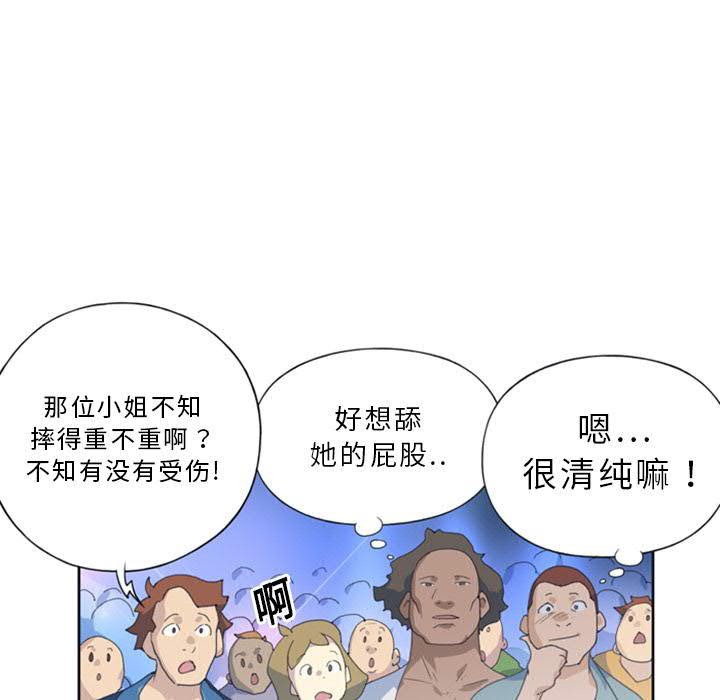 那位小姐不知
摔得重不重啊?
不知有没有受伤!
好想舔
她的屁股..
嗯...
很清纯嘛!
啊